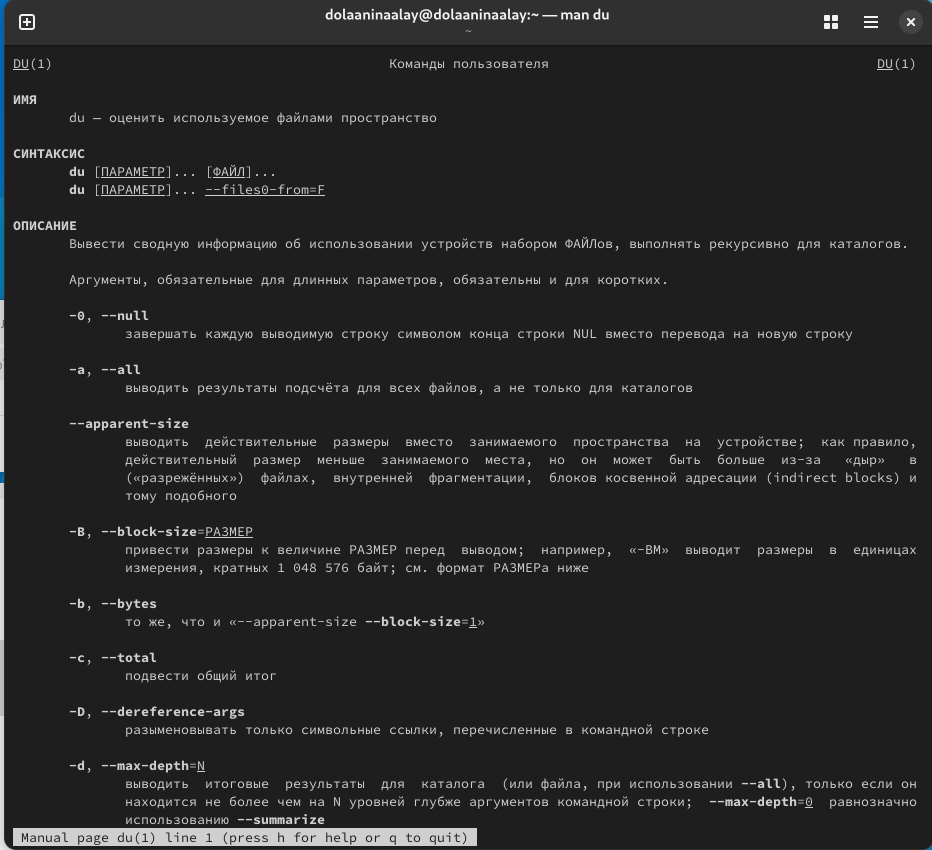 dolaaninaalay@dolaaninaalay:~ — man du
~
DU(1) Команды пользователя DU(1)
ИМЯ
du — оценить используемое файлами пространство
СИНТАКСИС
du [ПАРАМЕТР]... [ФАЙЛ]...
du [ПАРАМЕТР]... --files0-from=F
ОПИСАНИЕ
Вывести сводную информацию об использовании устройств набором ФАЙЛов, выполнять рекурсивно для каталогов.
Аргументы, обязательные для длинных параметров, обязательны и для коротких.
-0, --null
завершать каждую выводимую строку символом конца строки NUL вместо перевода на новую строку
-a, --all
выводить результаты подсчёта для всех файлов, а не только для каталогов
--apparent-size
выводить действительные размеры вместо занимаемого пространства на устройстве; как правило,
действительный размер меньше занимаемого места, но он может быть больше из-за «дыр» в
(«разрежённых») файлах, внутренней фрагментации, блоков косвенной адресации (indirect blocks) и
тому подобного
-B, --block-size=РАЗМЕР
привести размеры к величине РАЗМЕР перед выводом; например, «-BM» выводит размеры в единицах
измерения, кратных 1 048 576 байт; см. формат РАЗМЕРа ниже
-b, --bytes
то же, что и «--apparent-size --block-size=1»
-c, --total
подвести общий итог
-D, --dereference-args
разыменовывать только символьные ссылки, перечисленные в командной строке
-d, --max-depth=N
выводить итоговые результаты для каталога (или файла, при использовании --all), только если он
находится не более чем на N уровней глубже аргументов командной строки; --max-depth=0 равнозначно
использованию --summarize
Manual page du(1) line 1 (press h for help or q to quit)